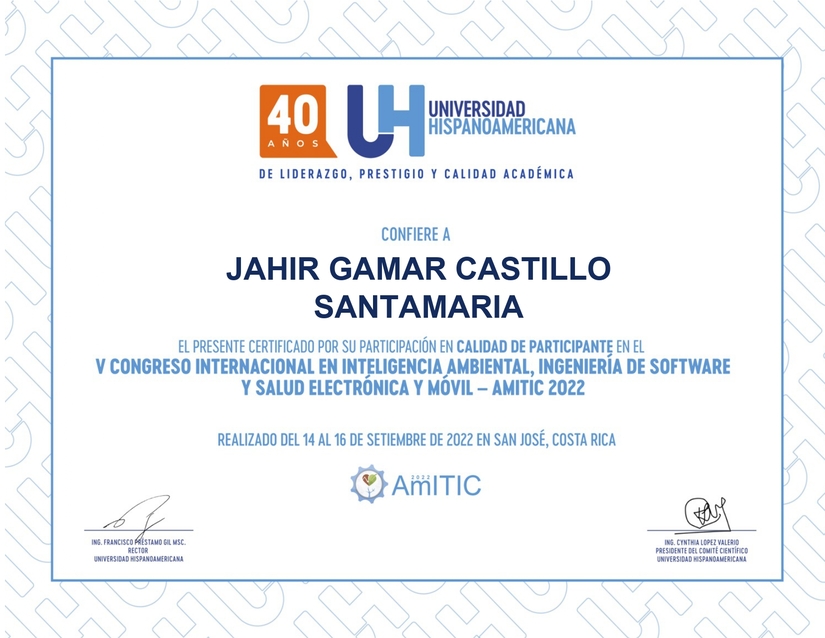 40
AÑOS
UH
UNIVERSIDAD
HISPANOAMERICANA
DE LIDERAZGO, PRESTIGIO Y CALIDAD ACADÉMICA
CONFIERE A
JAHIR GAMAR CASTILLO
SANTAMARIA
EL PRESENTE CERTIFICADO POR SU PARTICIPACIÓN EN CALIDAD DE PARTICIPANTE EN EL
V CONGRESO INTERNACIONAL EN INTELIGENCIA AMBIENTAL, INGENIERÍA DE SOFTWARE
Y SALUD ELECTRÓNICA Y MÓVIL – AMITIC 2022
REALIZADO DEL 14 AL 16 DE SETIEMBRE DE 2022 EN SAN JOSÉ, COSTA RICA
2022
AmITIC
ING. FRANCISCO PRÉSTAMO GIL MSC.
RECTOR
UNIVERSIDAD HISPANOAMERICANA
ING. CYNTHIA LOPEZ VALERIO
PRESIDENTE DEL COMITÉ CIENTÍFICO
UNIVERSIDAD HISPANOAMERICANA